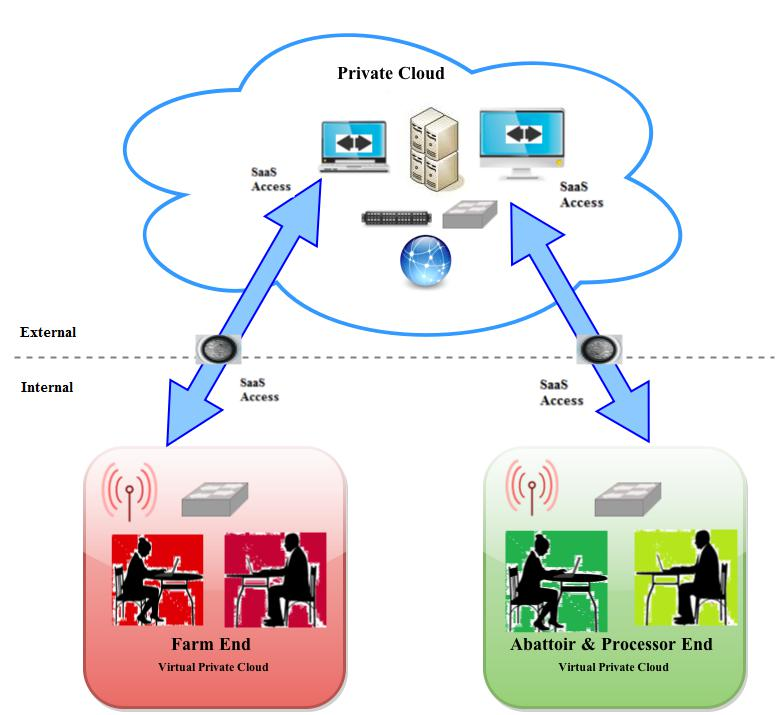 Private Cloud
SaaS
Access
SaaS
Access
External
Internal
SaaS
Access
SaaS
Access
Farm End
Virtual Private Cloud
Abattoir & Processor End
Virtual Private Cloud